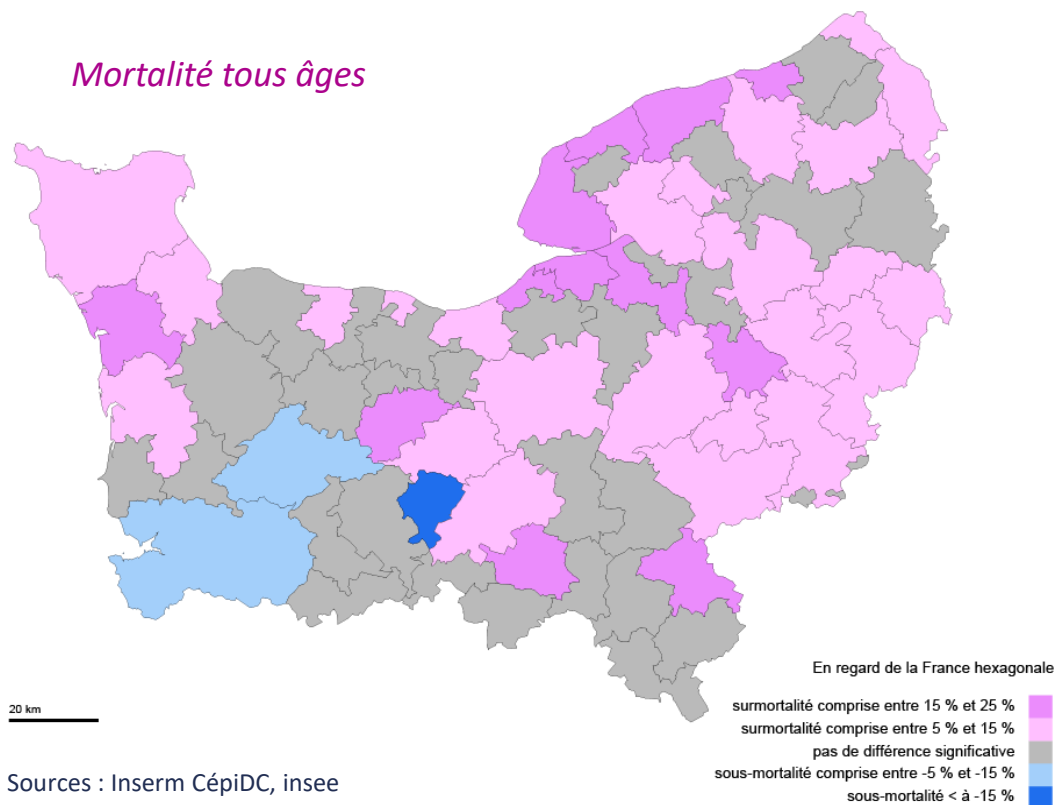 Mortalité tous âges
En regard de la France hexagonale
surmortalité comprise entre 15 % et 25 %
surmortalité comprise entre 5 % et 15 %
pas de différence significative
sous-mortalité comprise entre -5 % et -15 %
sous-mortalité < à -15 %
20 km
Sources : Inserm CépiDC, insee